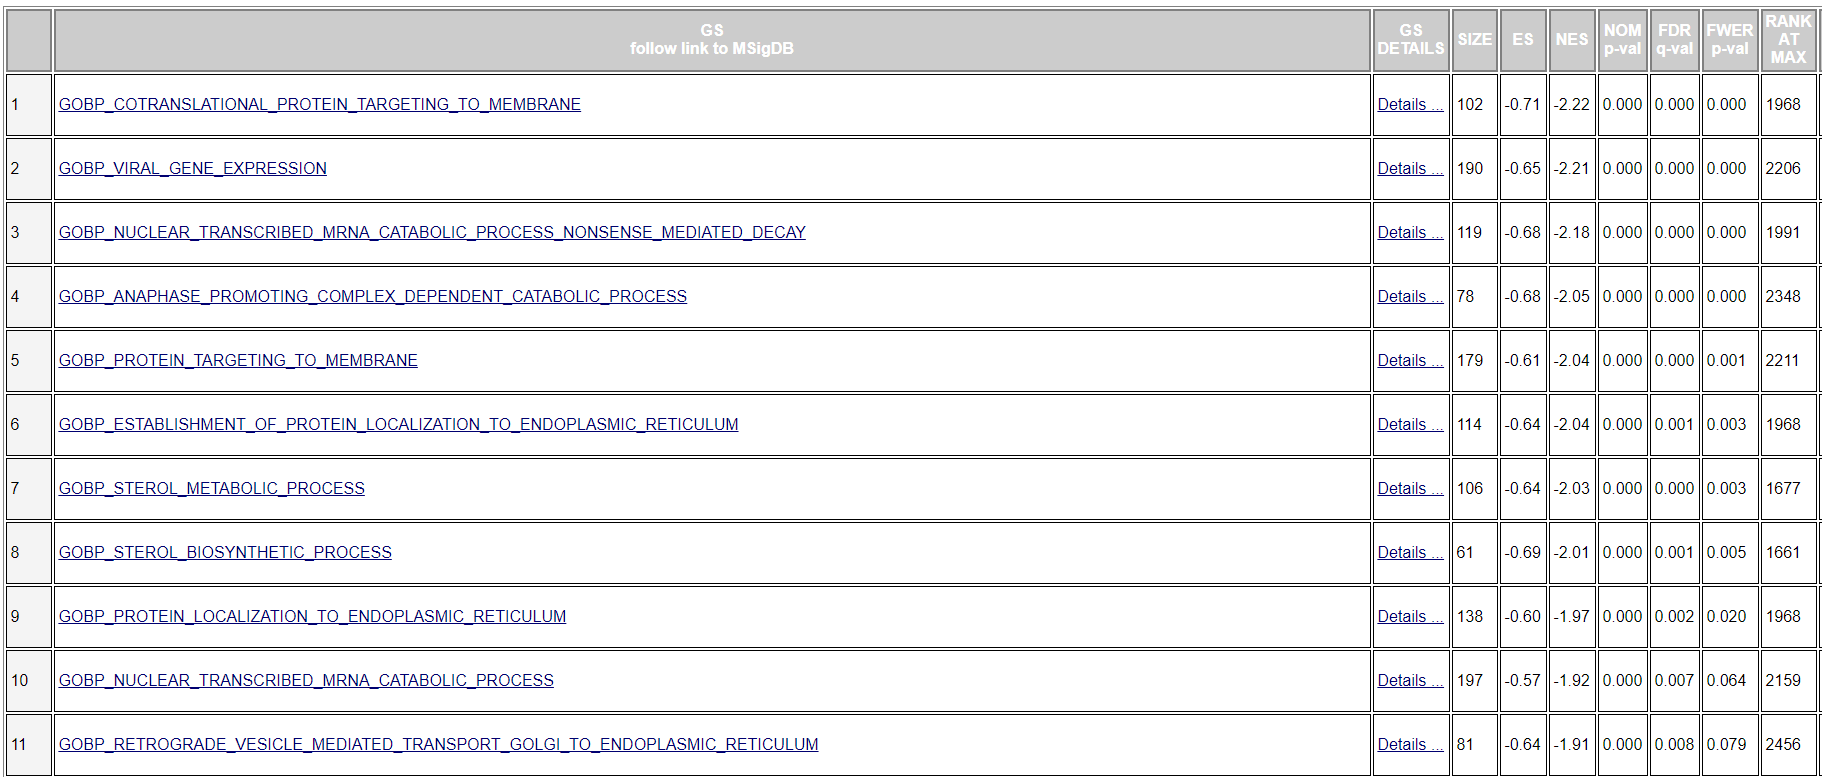 GS
follow link to MSigDB GS
DETAILS SIZE ES NES NOM
p-val FDR
q-val FWER
p-val RANK
AT
MAX
1 GOBP_COTRANSLATIONAL_PROTEIN_TARGETING_TO_MEMBRANE Details ... 102 -0.71 -2.22 0.000 0.000 0.000 1968
2 GOBP_VIRAL_GENE_EXPRESSION Details ... 190 -0.65 -2.21 0.000 0.000 0.000 2206
3 GOBP_NUCLEAR_TRANSCRIBED_MRNA_CATABOLIC_PROCESS_NONSENSE_MEDIATED_DECAY Details ... 119 -0.68 -2.18 0.000 0.000 0.000 1991
4 GOBP_ANAPHASE_PROMOTING_COMPLEX_DEPENDENT_CATABOLIC_PROCESS Details ... 78 -0.68 -2.05 0.000 0.000 0.000 2348
5 GOBP_PROTEIN_TARGETING_TO_MEMBRANE Details ... 179 -0.61 -2.04 0.000 0.000 0.001 2211
6 GOBP_ESTABLISHMENT_OF_PROTEIN_LOCALIZATION_TO_ENDOPLASMIC_RETICULUM Details ... 114 -0.64 -2.04 0.000 0.001 0.003 1968
7 GOBP_STEROL_METABOLIC_PROCESS Details ... 106 -0.64 -2.03 0.000 0.000 0.003 1677
8 GOBP_STEROL_BIOSYNTHETIC_PROCESS Details ... 61 -0.69 -2.01 0.000 0.001 0.005 1661
9 GOBP_PROTEIN_LOCALIZATION_TO_ENDOPLASMIC_RETICULUM Details ... 138 -0.60 -1.97 0.000 0.002 0.020 1968
10 GOBP_NUCLEAR_TRANSCRIBED_MRNA_CATABOLIC_PROCESS Details ... 197 -0.57 -1.92 0.000 0.007 0.064 2159
11 GOBP_RETROGRADE_VESICLE_MEDIATED_TRANSPORT_GOLGI_TO_ENDOPLASMIC_RETICULUM Details ... 81 -0.64 -1.91 0.000 0.008 0.079 2456